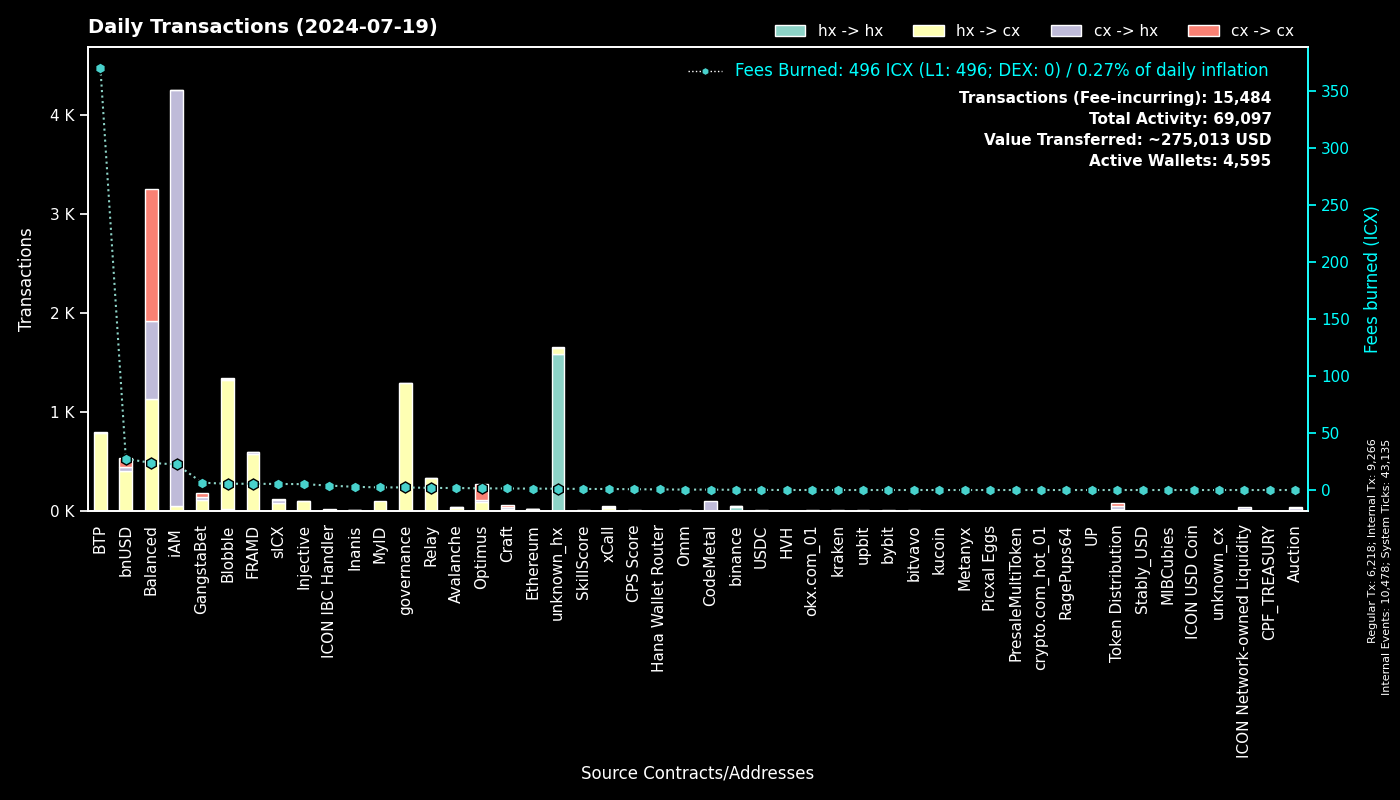 Daily Transactions (2024-07-19)
hx -> hx
hx -> cx
cx -> hx
cx -> cx
Fees Burned: 496 ICX (L1: 496; DEX: 0) / 0.27% of daily inflation
Transactions (Fee-incurring): 15,484
Total Activity: 69,097
Value Transferred: ~275,013 USD
Active Wallets: 4,595
Transactions
4 K
3 K
2 K
1 K
0 K
350
300
250
200
150
100
50
0
Fees burned (ICX)
BTP
bnUSD
Balanced
iAM
GangstaBet
Blobble
FRAMD
sICX
Injective
ICON IBC Handler
Inanis
MyID
governance
Relay
Avalanche
Optimus
Craft
Ethereum
unknown_hx
SkillScore
xCall
CPS Score
Hana Wallet Router
Omm
CodeMetal
binance
USDC
HVH
okx.com_01
kraken
upbit
bybit
bitvavo
kucoin
Metanyx
Picxal Eggs
PresaleMultiToken
crypto.com_hot_01
RagePups64
UP
Token Distribution
Stably_USD
MIBCubies
ICON USD Coin
unknown_cx
ICON Network-owned Liquidity
CPF_TREASURY
Auction
Source Contracts/Addresses
Regular Tx: 6,218; Internal Tx: 9,266
Internal Events: 10,478; System Ticks: 43,135